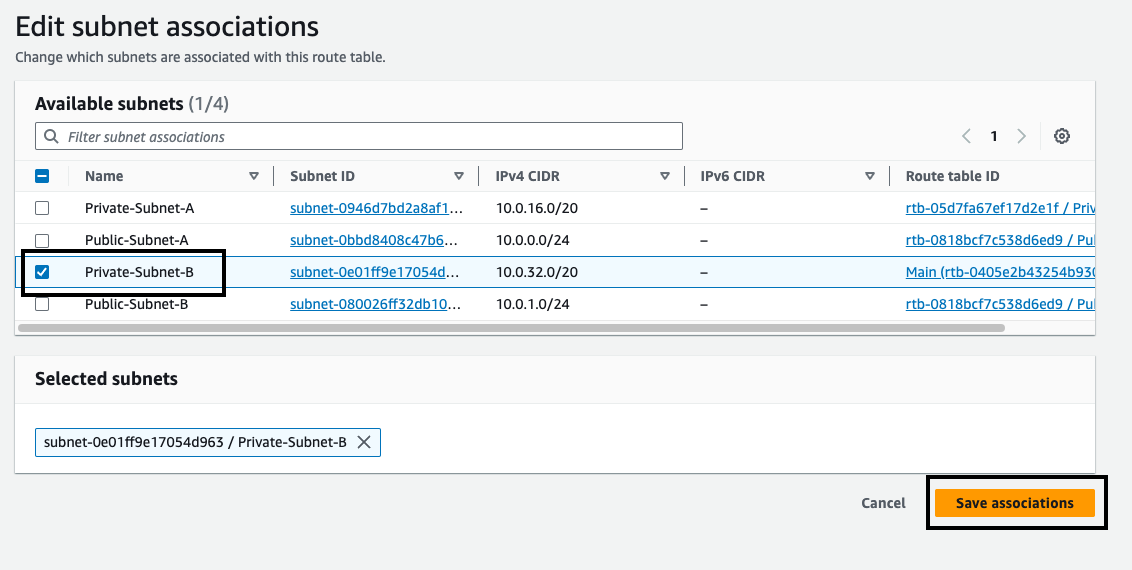 Edit subnet associations
Change which subnets are associated with this route table.
Available subnets (1/4)
Filter subnet associations
1
Name Subnet ID IPv4 CIDR IPv6 CIDR Route table ID
Private-Subnet-A subnet-0946d7bd2a8af1... 10.0.16.0/20 – rtb-05d7fa67ef17d2e1f / Priv
Public-Subnet-A subnet-0bbd8408c47b6... 10.0.0.0/24 – rtb-0818bcf7c538d6ed9 / Pul
Private-Subnet-B subnet-0e01ff9e17054d... 10.0.32.0/20 – Main (rtb-0405e2b43254b930
Public-Subnet-B subnet-080026ff32db10... 10.0.1.0/24 – rtb-0818bcf7c538d6ed9 / Pul
Selected subnets
subnet-0e01ff9e17054d963 / Private-Subnet-B
Cancel Save associations